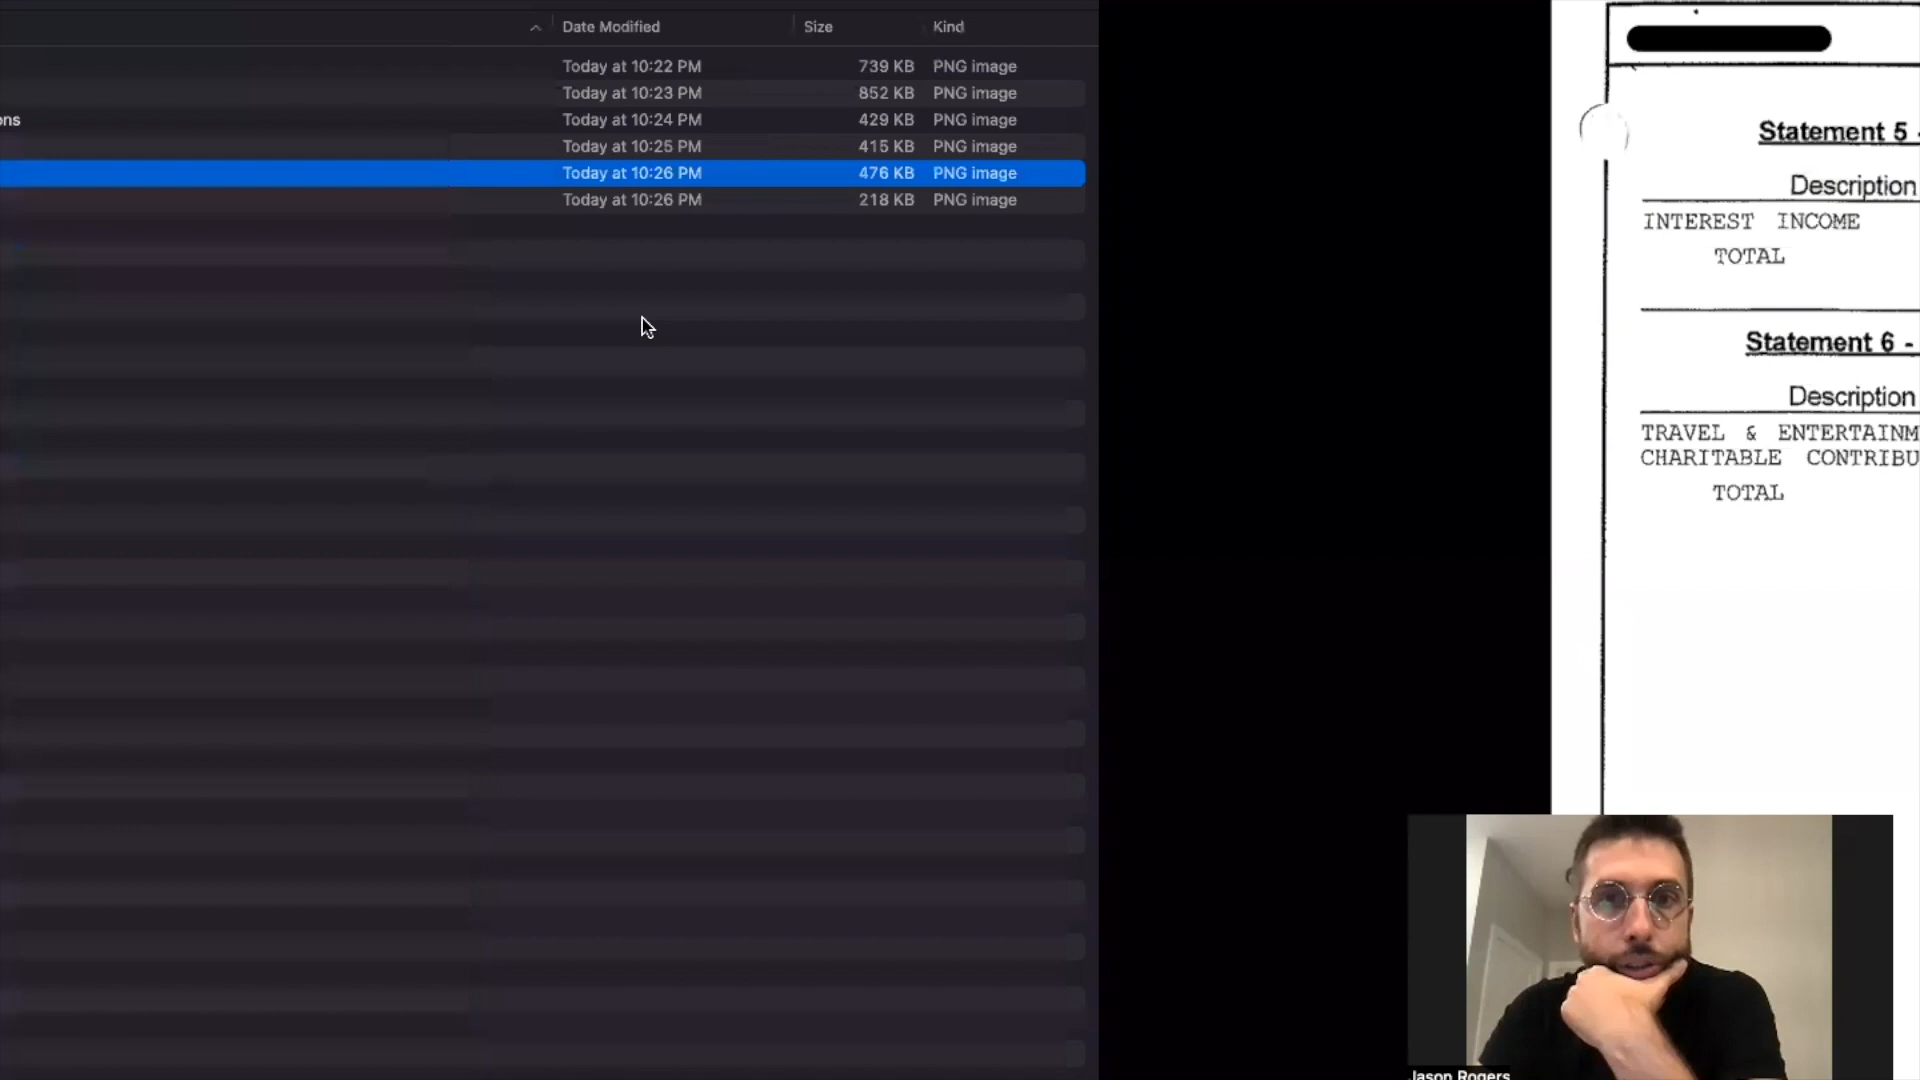 Date Modified Size Kind
Today at 10:22 PM 739 KB PNG image
Today at 10:23 PM 852 KB PNG image
ons Today at 10:24 PM 429 KB PNG image
Today at 10:25 PM 415 KB PNG image
Today at 10:26 PM 476 KB PNG image
Today at 10:26 PM 218 KB PNG image
Statement 5 -
Description
INTEREST INCOME
TOTAL
Statement 6 -
Description
TRAVEL & ENTERTAINM
CHARITABLE CONTRIBU
TOTAL
Jason Rogers